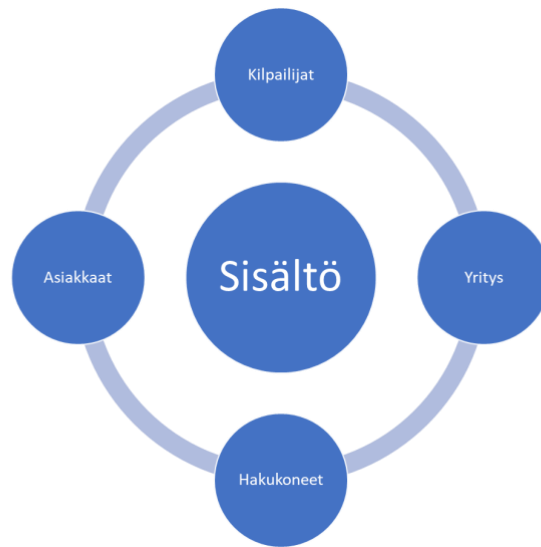 Kilpailijat
Asiakkaat
Sisältö
Yritys
Hakukoneet